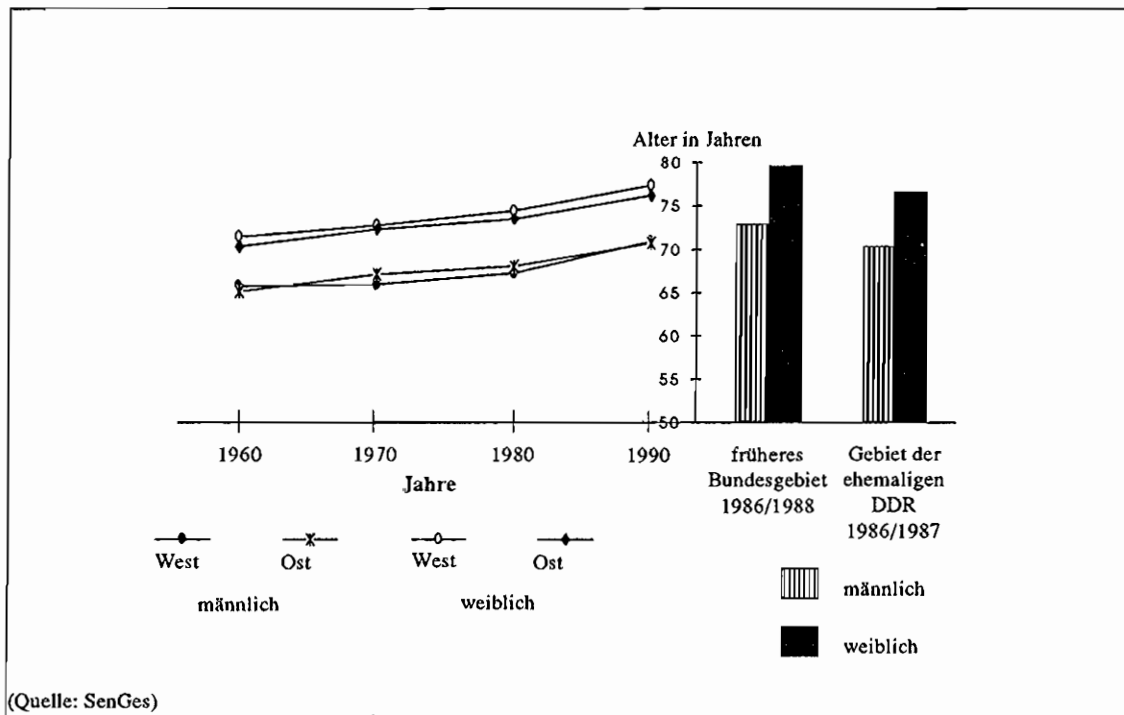 Alter in Jahren
80
75
70
65
60
55
50
1960 1970 1980 1990
Jahre
früheres
Bundesgebiet
1986/1988
Gebiet der
ehemaligen
DDR
1986/1987
West Ost West Ost
männlich weiblich
männlich
weiblich
(Quelle: SenGes)